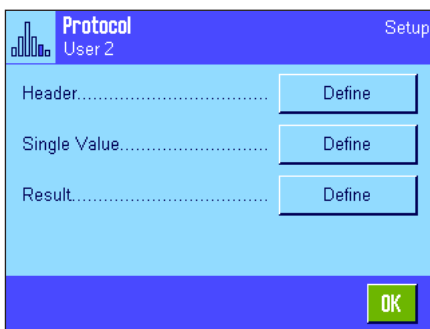 Protocol Setup
User 2
Header................................... Define
Single Value........................... Define
Result.................................... Define
OK